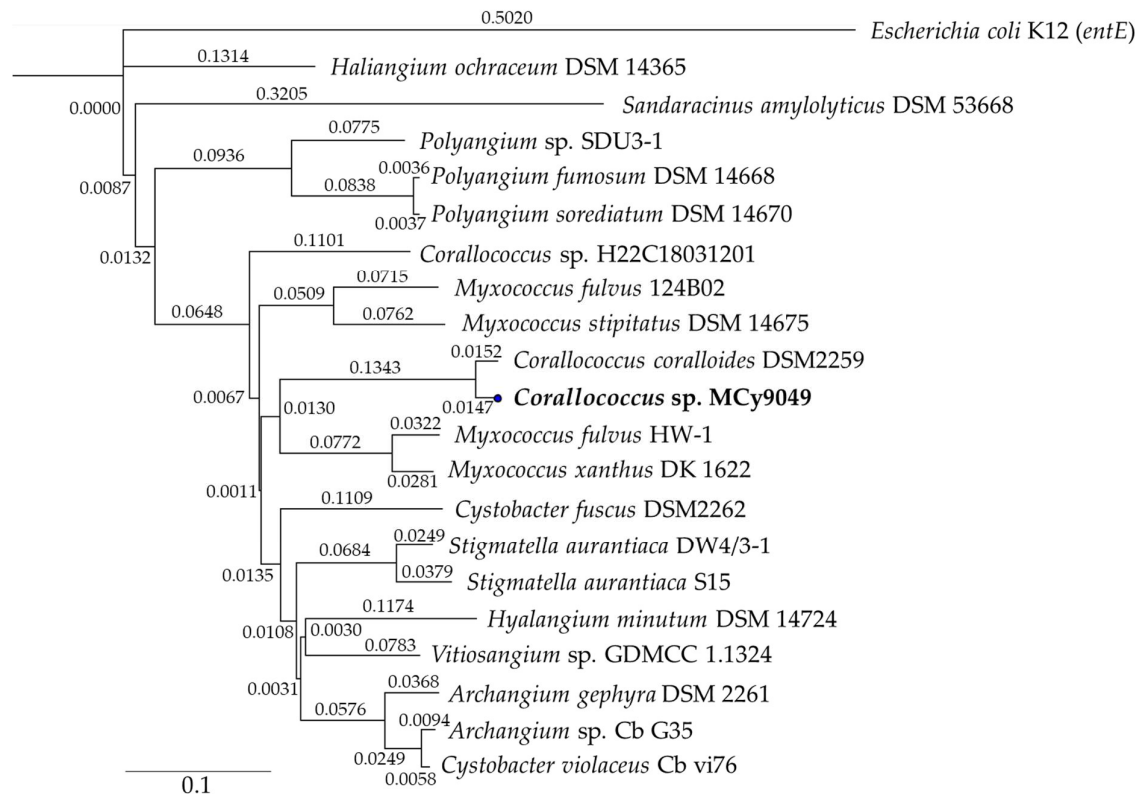 0.5020
Escherichia coli K12 (entE)
0.1314
Haliangium ochraceum DSM 14365
0.0000
0.3205
Sandaracinus amylolyticus DSM 53668
0.0775
Polyangium sp. SDU3-1
0.0936
0.0036
Polyangium fumosum DSM 14668
0.0087
0.0838
0.0037
Polyangium sorediatum DSM 14670
0.0132
0.1101
Corallococcus sp. H22C18031201
0.0715
Myxococcus fulvus 124B02
0.0509
0.0648
0.0762
Myxococcus stipitatus DSM 14675
0.0152
Corallococcus coralloides DSM2259
0.1343
0.0067
0.0147
Corallococcus sp. MCy9049
0.0130
0.0322
Myxococcus fulvus HW-1
0.0772
0.0281
Myxococcus xanthus DK 1622
0.0011
0.1109
Cystobacter fuscus DSM2262
0.0249
Stigmatella aurantiaca DW4/3-1
0.0684
0.0135
0.0379
Stigmatella aurantiaca S15
0.1174
Hyalangium minutum DSM 14724
0.0108
0.0030
0.0783
Vitiosangium sp. GDMCC 1.1324
0.0031
0.0368
Archangium gephyra DSM 2261
0.0576
0.0094
Archangium sp. Cb G35
0.0249
0.0058
Cystobacter violaceus Cb vi76
0.1